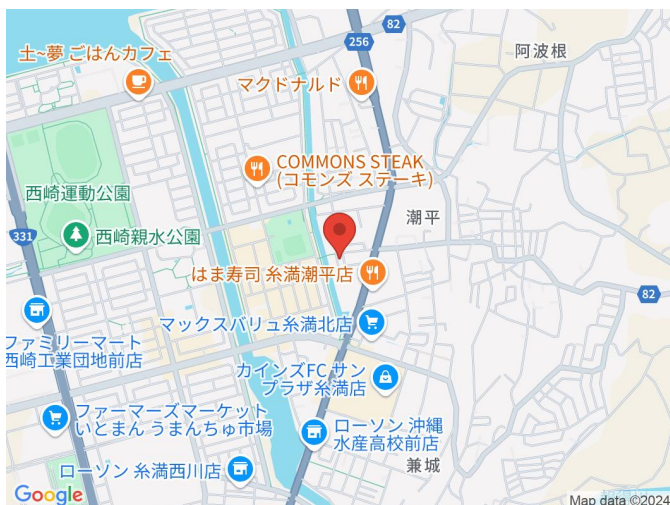 82
256
阿波根
土~夢 ごはんカフェ
マクドナルド
COMMONS STEAK
(コモンズ ステーキ)
西崎運動公園
潮平
331
西崎親水公園
はま寿司 糸満潮平店
82
マックスバリュ糸満北店
ファミリーマート
西崎工業団地前店
カインズFC サン
プラザ糸満店
ファーマーズマーケット
いとまん うまんちゅ市場
ローソン 沖縄
水産高校前店
兼城
ローソン 糸満西川店
Google
Map data ©2024